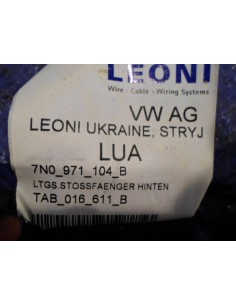 LEONI
Wire - Cable - Wiring Systems
VW AG
LEONI UKRAINE, STRYJ
LUA
7N0_971_104_B
LTGS.STOSSFAENGER HINTEN
TAB_016_611_B